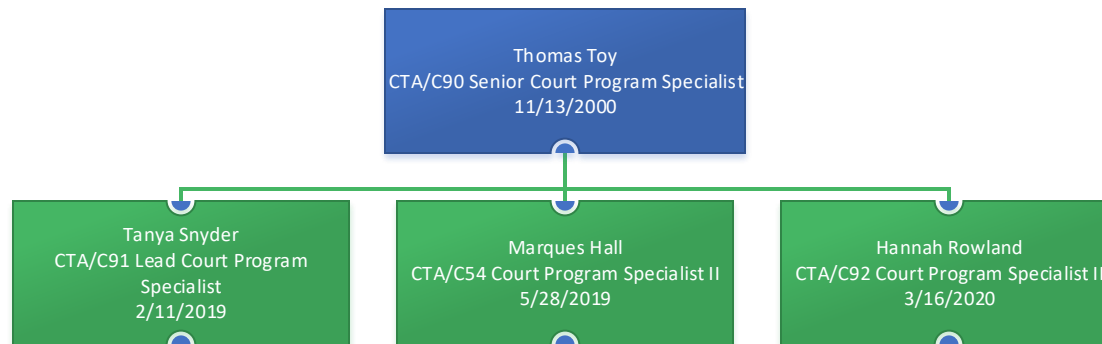 Thomas Toy
CTA/C90 Senior Court Program Specialist
11/13/2000
Tanya Snyder
CTA/C91 Lead Court Program
Specialist
2/11/2019
Marques Hall
CTA/C54 Court Program Specialist II
5/28/2019
Hannah Rowland
CTA/C92 Court Program Specialist II
3/16/2020